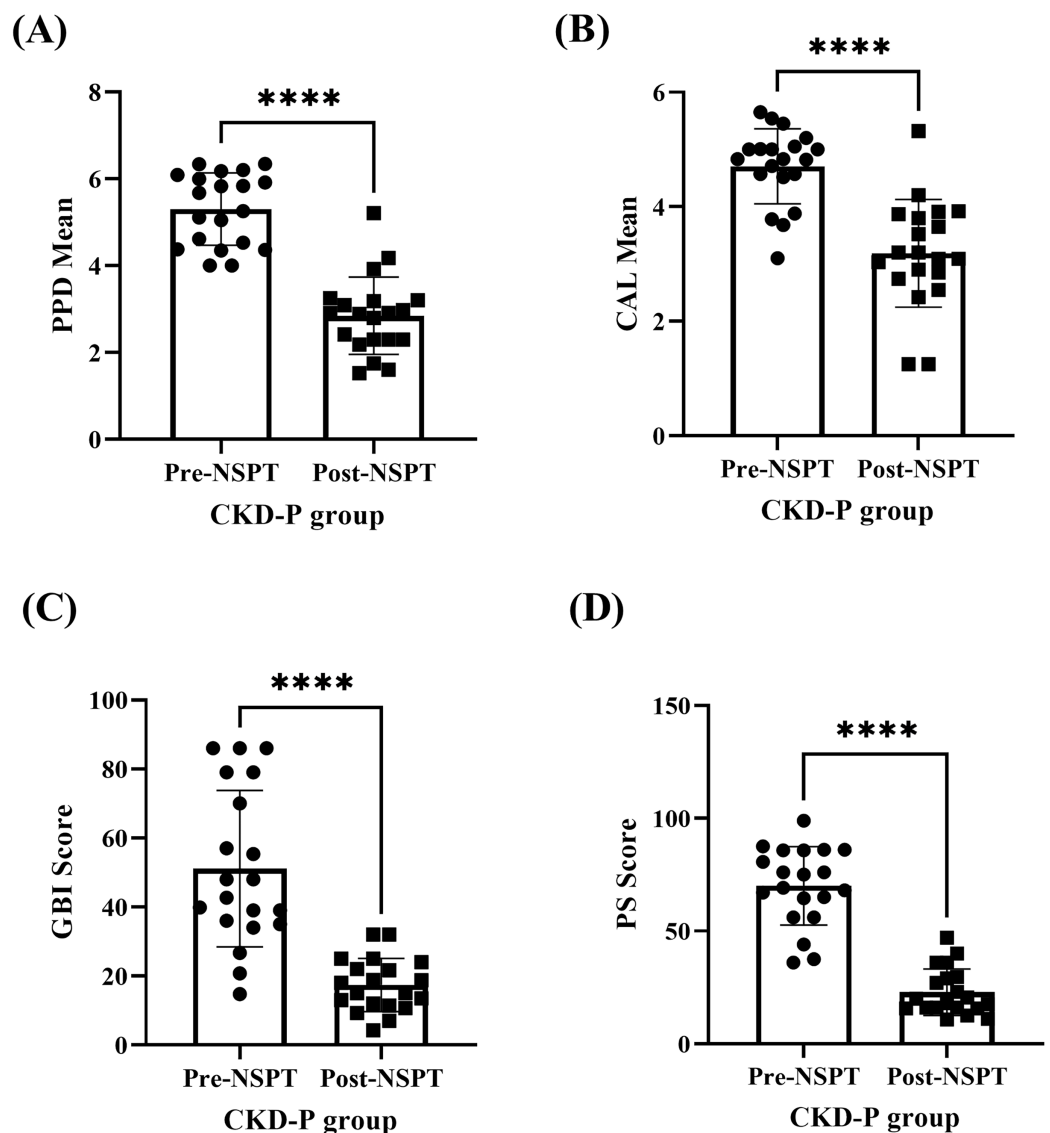 (A)
****
PPD Mean
8
6
4
2
0
Pre-NSPT Post-NSPT
CKD-P group
(B)
****
CAL Mean
6
4
2
0
Pre-NSPT Post-NSPT
CKD-P group
(C)
****
GBI Score
100
80
60
40
20
0
Pre-NSPT Post-NSPT
CKD-P group
(D)
****
PS Score
150
100
50
0
Pre-NSPT Post-NSPT
CKD-P group